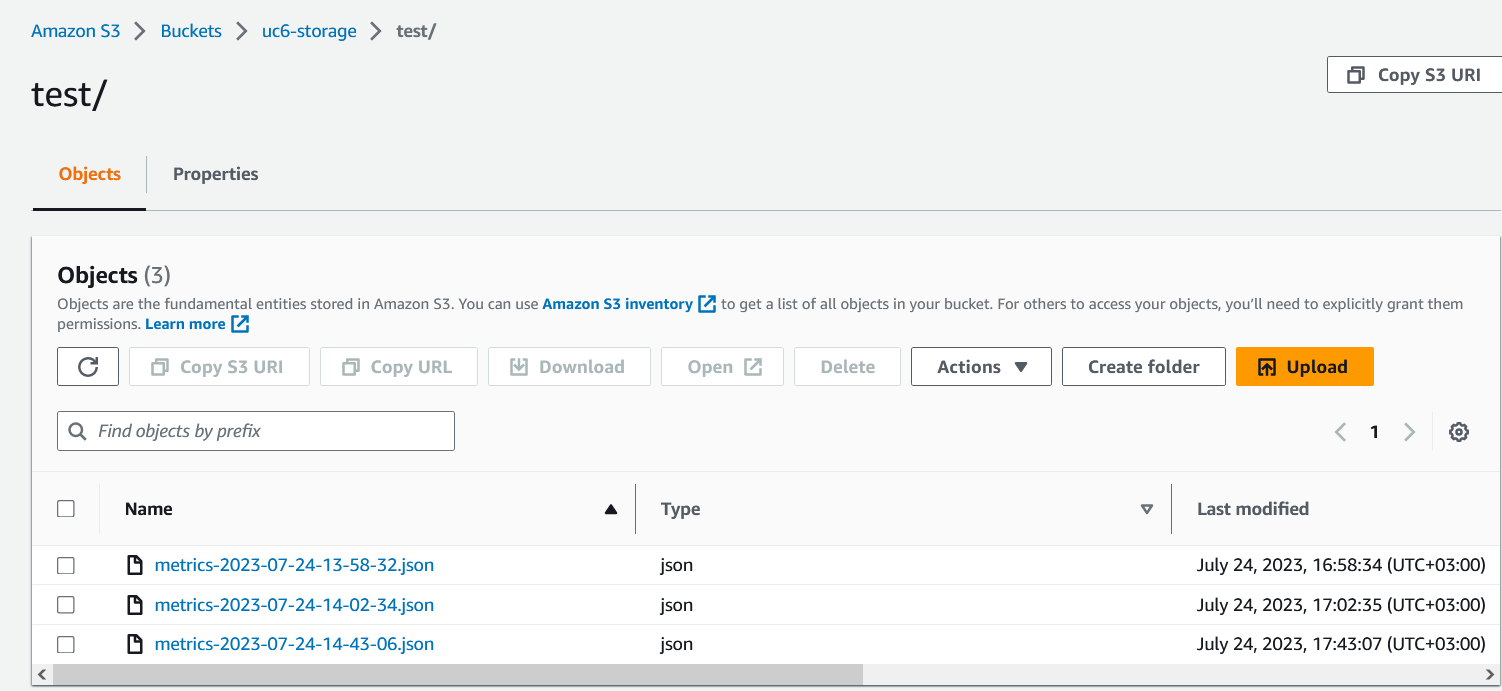 Amazon S3 > Buckets > uc6-storage > test/
Copy S3 URI
test/
Objects Properties
Objects (3)
Objects are the fundamental entities stored in Amazon S3. You can use Amazon S3 inventory to get a list of all objects in your bucket. For others to access your objects, you'll need to explicitly grant them
permissions. Learn more
Copy S3 URI Copy URL Download Open Delete Actions Create folder Upload
Find objects by prefix
1
Name Type Last modified
metrics-2023-07-24-13-58-32.json json July 24, 2023, 16:58:34 (UTC+03:00)
metrics-2023-07-24-14-02-34.json json July 24, 2023, 17:02:35 (UTC+03:00)
metrics-2023-07-24-14-43-06.json json July 24, 2023, 17:43:07 (UTC+03:00)